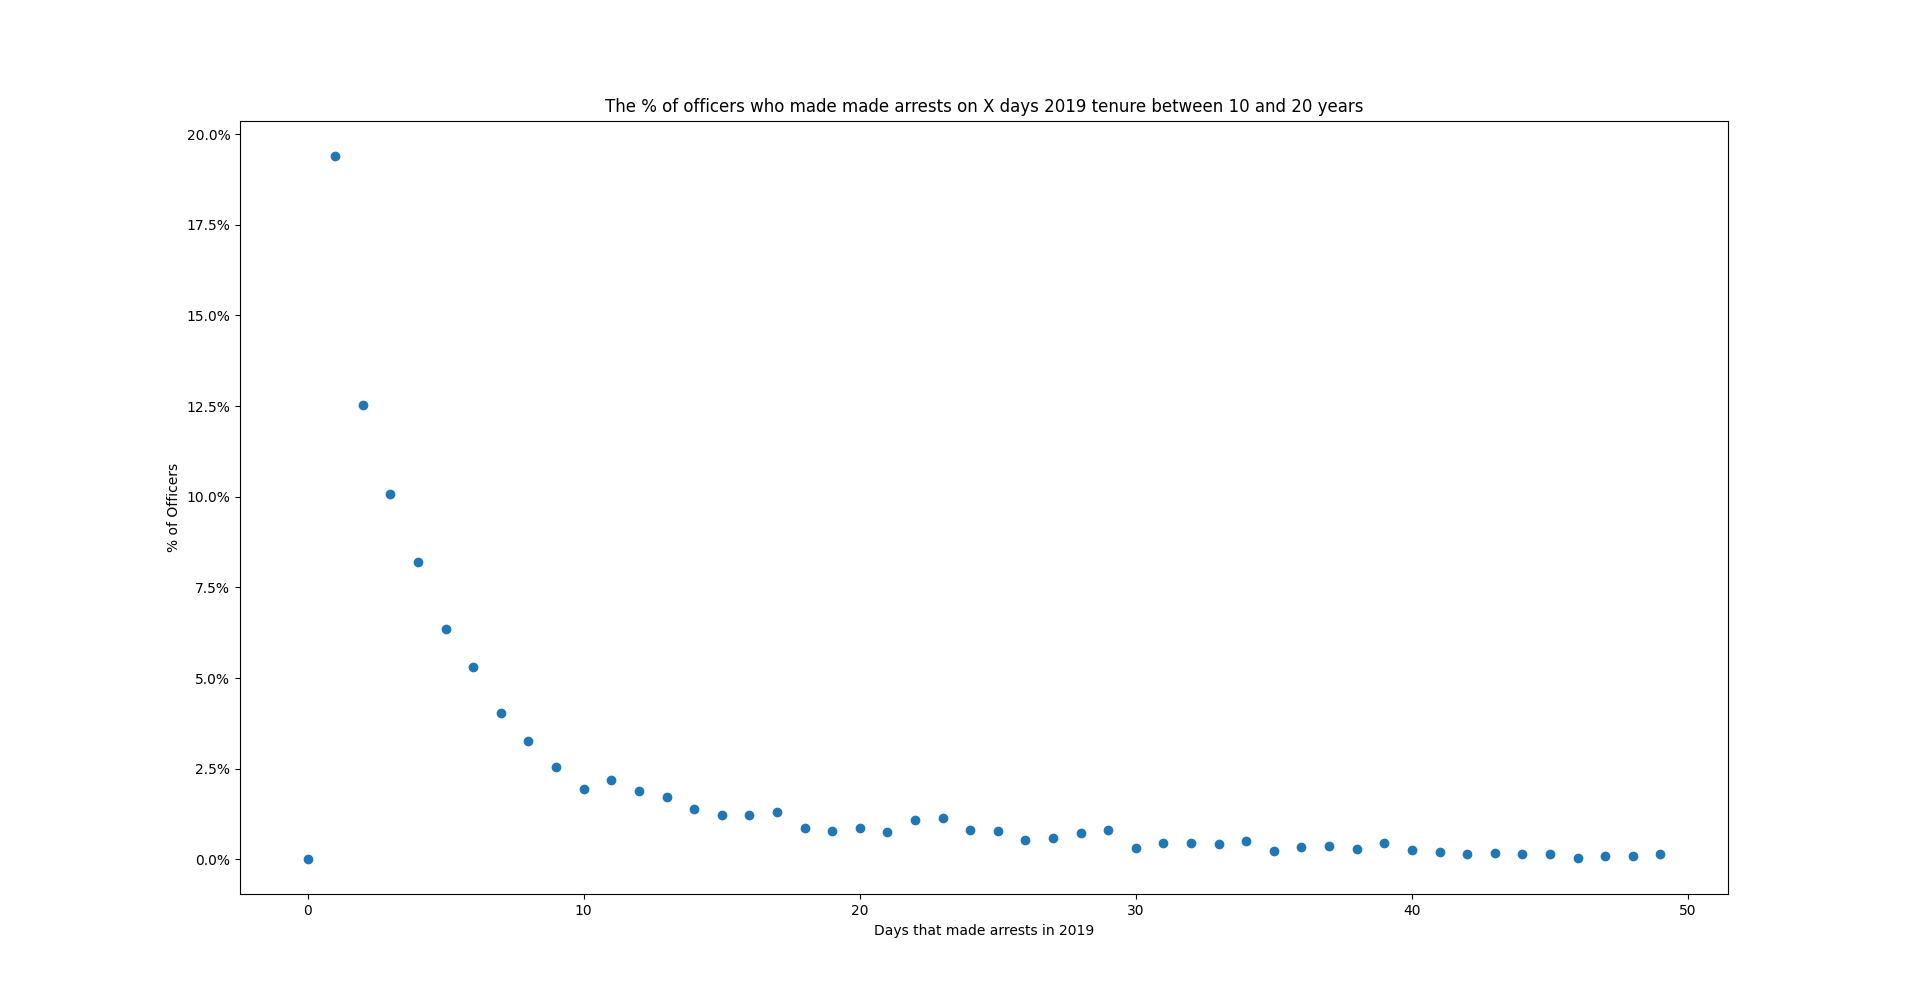 The % of officers who made made arrests on X days 2019 tenure between 10 and 20 years
20.0%
17.5%
15.0%
12.5%
10.0%
7.5%
5.0%
2.5%
0.0%
% of Officers
0 10 20 30 40 50
Days that made arrests in 2019